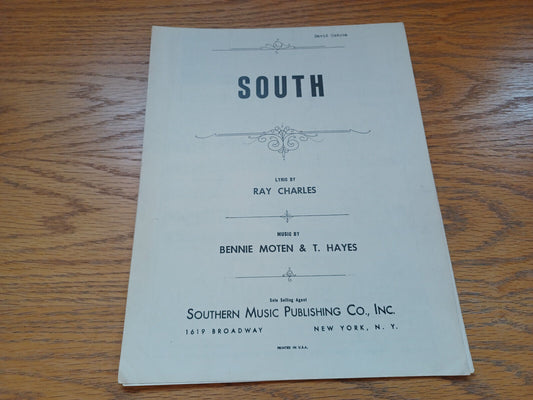 David
SOUTH
LYRIC BY
RAY CHARLES
MUSIC BY
BENNIE MOTEN & T. HAYES
Sole Selling Agent
SOUTHERN MUSIC PUBLISHING CO., INC.
1619 BROADWAY NEW YORK, N. Y.
PRINTED IN U.S.A.